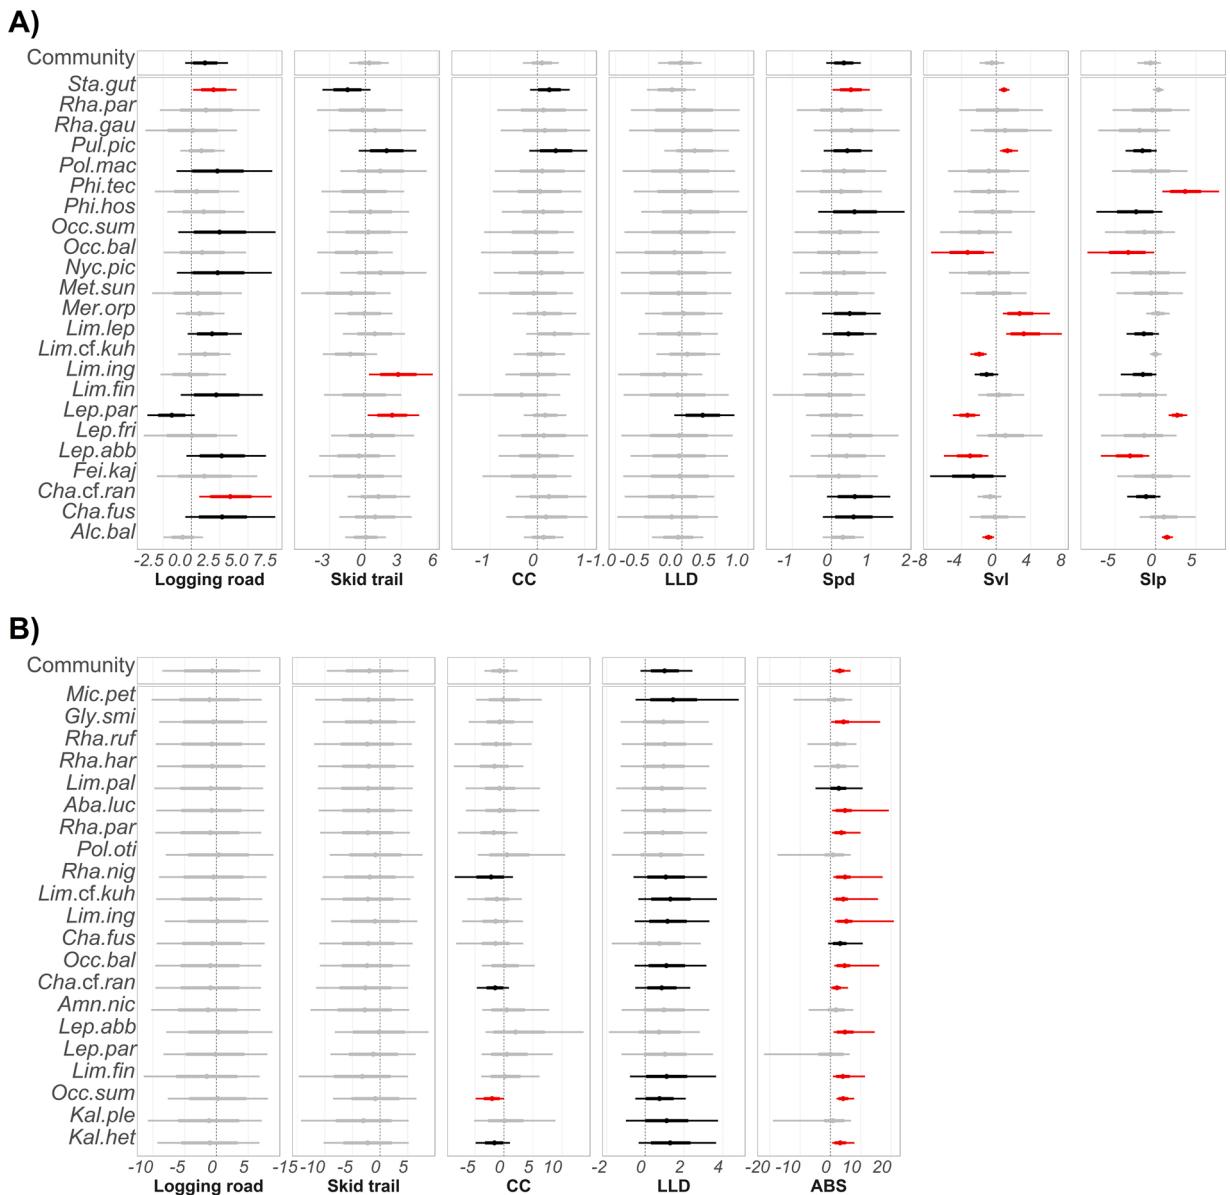 A)
Community
Sta.gut
Rha.par
Rha.gau
Pul.pic
Pol.mac
Phi.tec
Phi.hos
Occ.sum
Occ.bal
Nyc.pic
Met.sun
Mer.orp
Lim.lep
Lim.cf.kuh
Lim.ing
Lim.fin
Lep.par
Lep.fri
Lep.abb
Fei.kaj
Cha.cf.ran
Cha.fus
Alc.bal
-2.5 0.0 2.5 5.0 7.5 -3 0 3 6 -1 0 1 -1.0 0.0 0.5 1.0 -1 0 1 2 -8 -4 0 4 8 -5 0 5
Logging road Skid trail CC LLD Spd Svl Slp
B)
Community
Mic.pet
Gly.smi
Rha.ruf
Rha.har
Lim.pal
Aba.luc
Rha.par
Pol.oti
Rha.nig
Lim.cf.kuh
Lim.ing
Cha.fus
Occ.bal
Cha.cf.ran
Amn.nic
Lep.abb
Lep.par
Lim.fin
Occ.sum
Kal.ple
Kal.het
-10 -5 0 5 -15 -10 -5 0 5 -5 0 5 10 -2 0 2 4 -20 -10 0 10 20
Logging road Skid trail CC LLD ABS